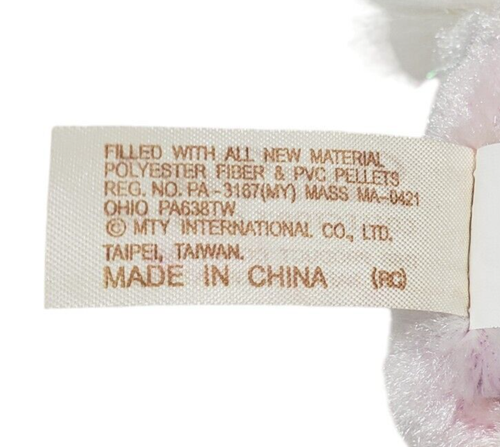 FILLED WITH ALL NEW MATERIAL
POLYESTER FIBER & PVC PELLETS
REG. NO. PA-3167(MY) MASS MA-0421
OHIO PA638TW
© MTY INTERNATIONAL CO., LTD.
TAIPEI, TAIWAN.
MADE IN CHINA (RG)